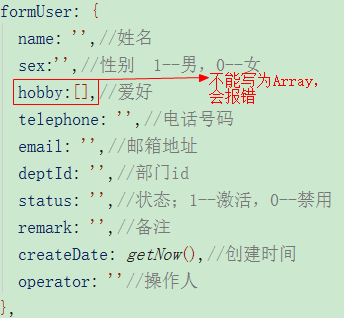 formUser: {
name: '',//姓名
sex:'',//性别 1--男，0--女
hobby:[],//爱好 不能写为Array，
会报错
telephone: '',//电话号码
email: '',//邮箱地址
deptId: '',//部门id
status: '',//状态；1--激活，0--禁用
remark: '',//备注
createDate: getNow(),//创建时间
operator: ''//操作人
},